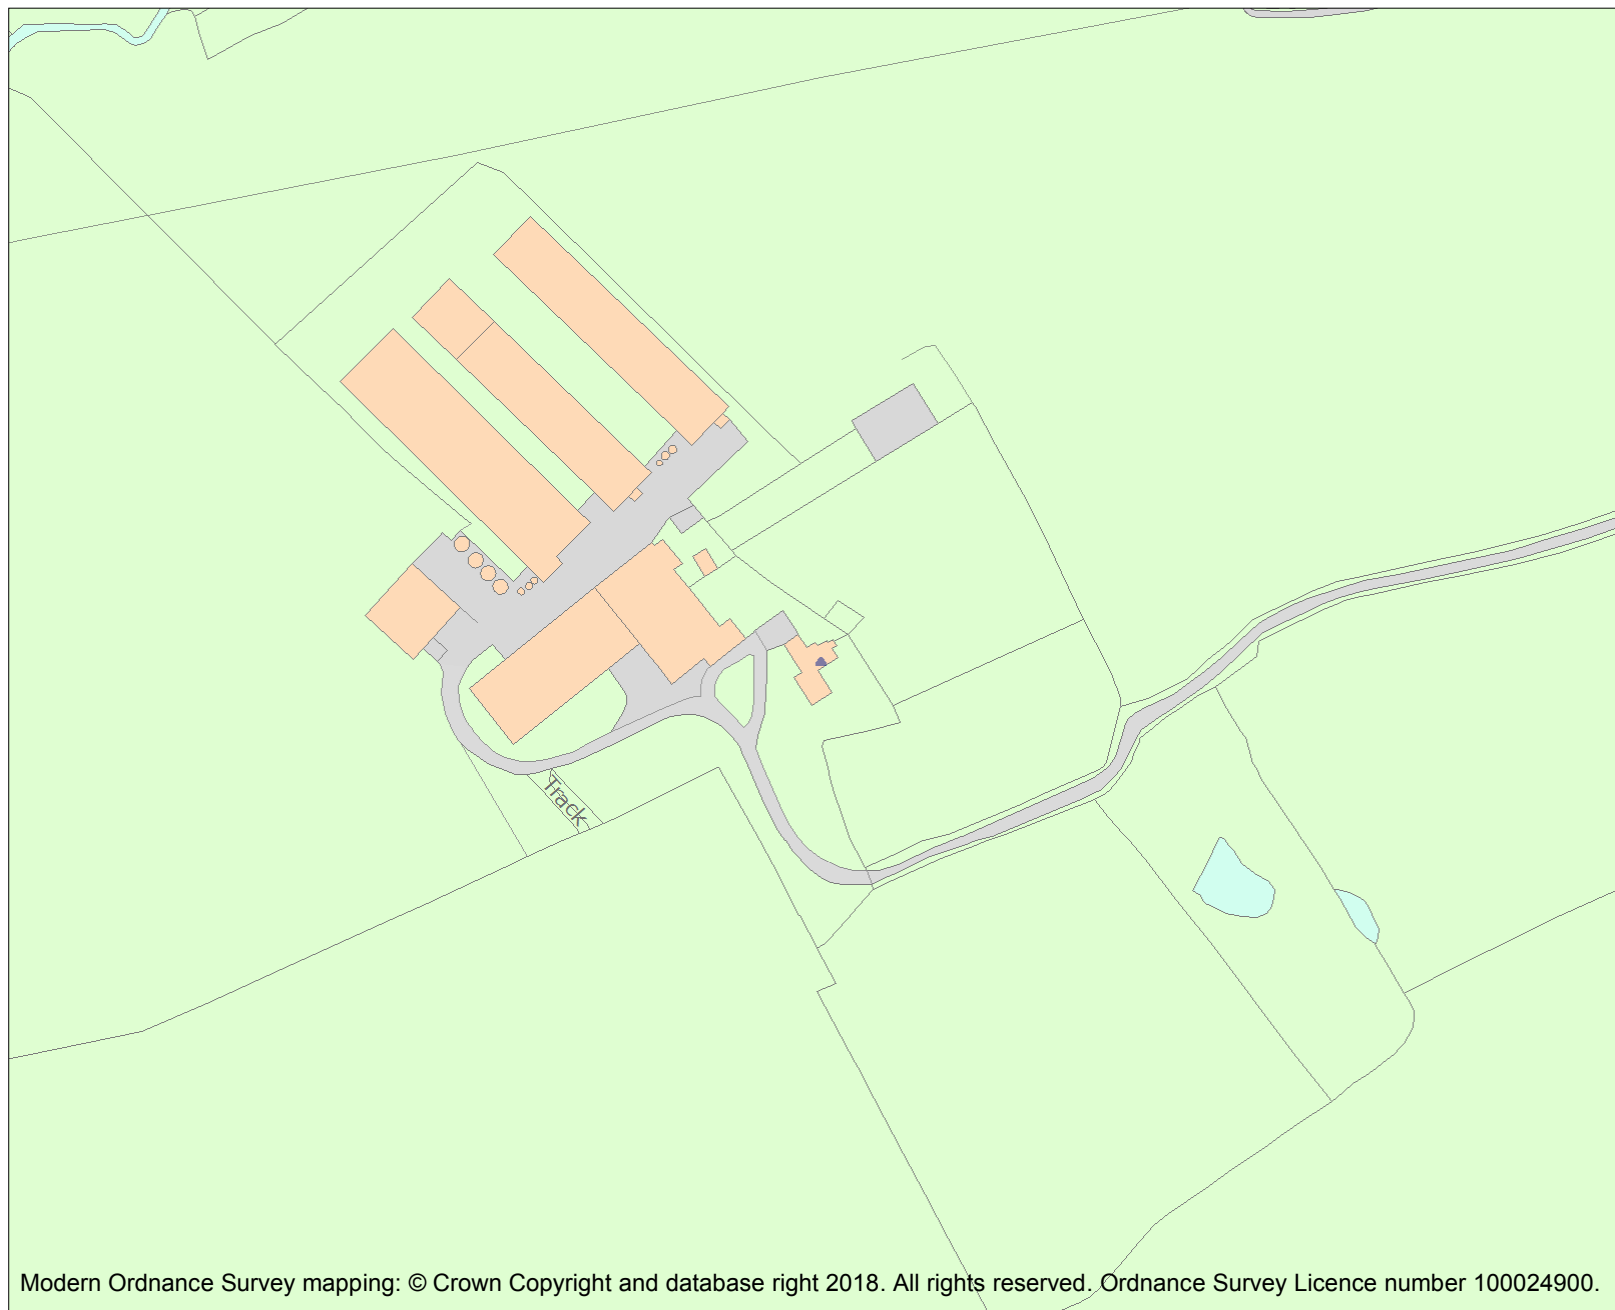 Track
Modern Ordnance Survey mapping: © Crown Copyright and database right 2018. All rights reserved. Ordnance Survey Licence number 100024900.